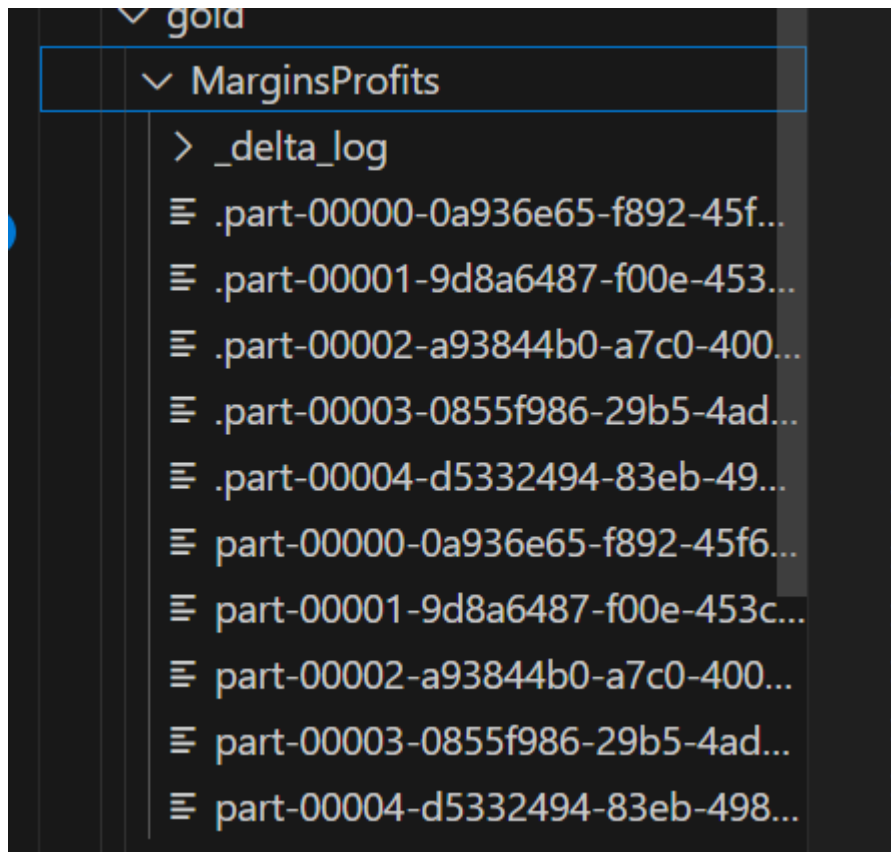 gold
MarginsProfits
_delta_log
.part-00000-0a936e65-f892-45f...
.part-00001-9d8a6487-f00e-453...
.part-00002-a93844b0-a7c0-400...
.part-00003-0855f986-29b5-4ad...
.part-00004-d5332494-83eb-49...
part-00000-0a936e65-f892-45f6...
part-00001-9d8a6487-f00e-453c...
part-00002-a93844b0-a7c0-400...
part-00003-0855f986-29b5-4ad...
part-00004-d5332494-83eb-498...